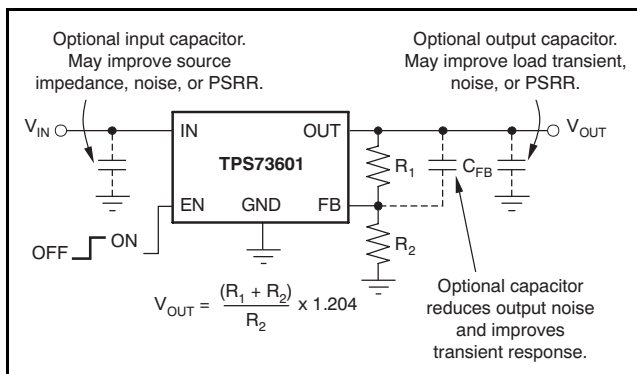 Optional input capacitor.
May improve source
impedance, noise, or PSRR.
Optional output capacitor.
May improve load transient,
noise, or PSRR.
V_IN
IN
OUT
V_OUT
TPS73601
R_1
C_FB
EN
GND
FB
OFF
ON
R_2
V_OUT = (R_1 + R_2) / R_2 x 1.204
Optional capacitor
reduces output noise
and improves
transient response.